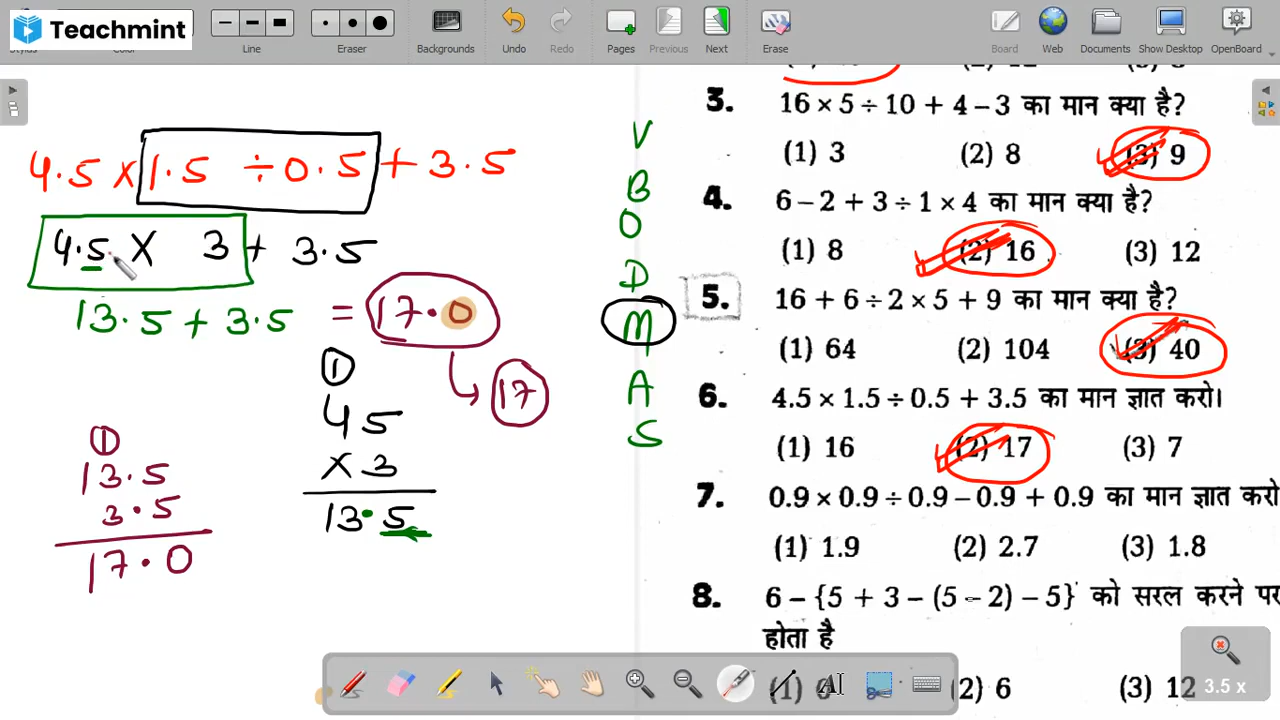 Teachmint
Line
Eraser
Backgrounds
Undo
Redo
Pages
Previous
Next
Erase
Board
Web
Documents
Show Desktop
OpenBoard
4.5 × 1.5 ÷ 0.5 + 3.5
4.5 × 3 + 3.5
13.5 + 3.5 = 17.0
17
1
13.5
3.5
17.0
1
45
× 3
13.5
V
B
O
D
M
A
S
3. 16 × 5 ÷ 10 + 4 – 3 का मान क्या है?
(1) 3 (2) 8 (3) 9
4. 6 – 2 + 3 ÷ 1 × 4 का मान क्या है?
(1) 8 (2) 16 (3) 12
5. 16 + 6 ÷ 2 × 5 + 9 का मान क्या है?
(1) 64 (2) 104 (3) 40
6. 4.5 × 1.5 ÷ 0.5 + 3.5 का मान ज्ञात करो।
(1) 16 (2) 17 (3) 7
7. 0.9 × 0.9 ÷ 0.9 – 0.9 + 0.9 का मान ज्ञात करो
(1) 1.9 (2) 2.7 (3) 1.8
8. 6 – {5 + 3 – (5 – 2) – 5} को सरल करने पर
होता है
(2) 6 (3) 12
3.5 x